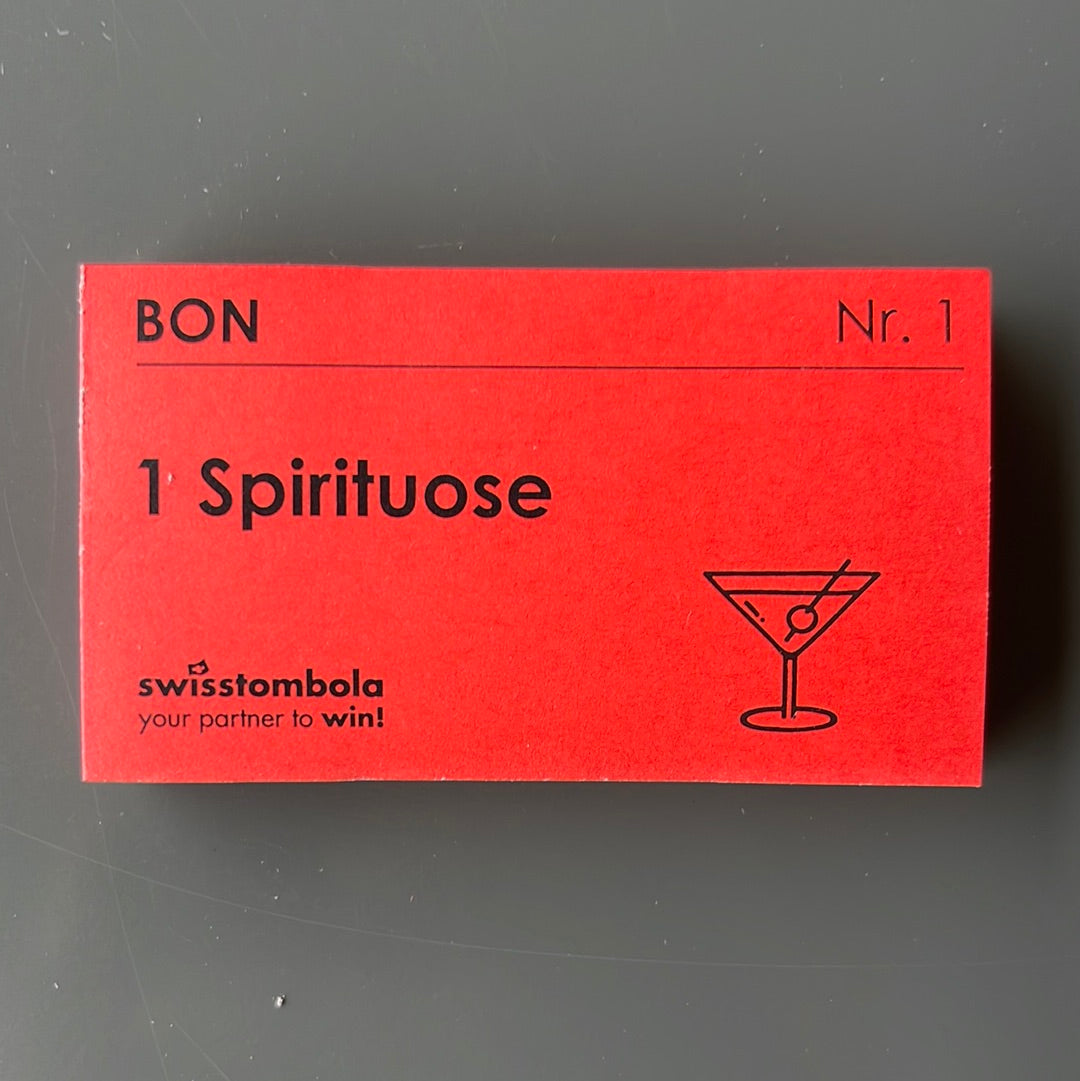 BON Nr. 1
1 Spirituose
swisstombola
your partner to win!